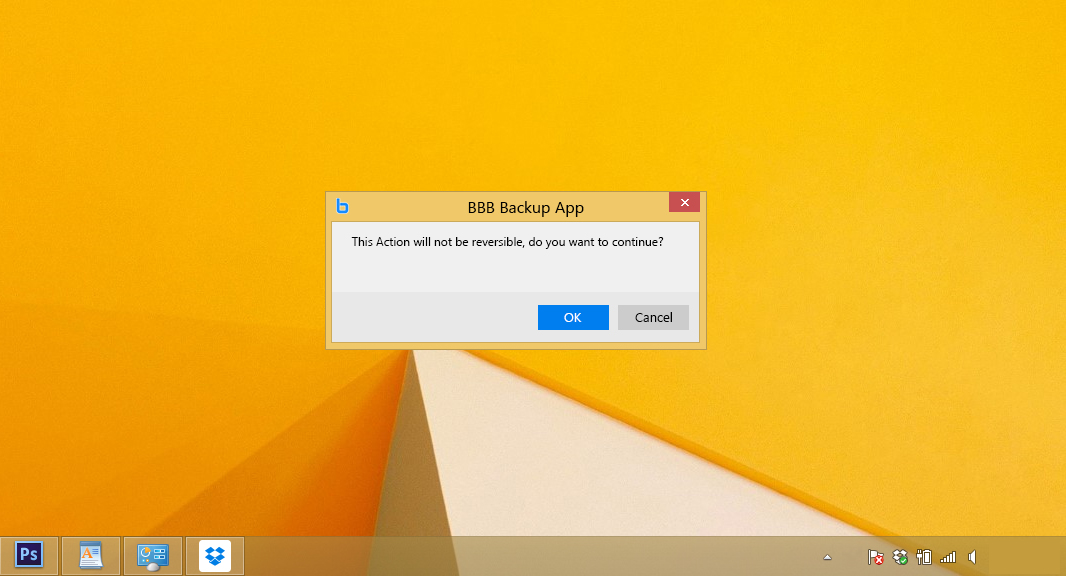 BBB Backup App
This Action will not be reversible, do you want to continue?
OK Cancel
Ps